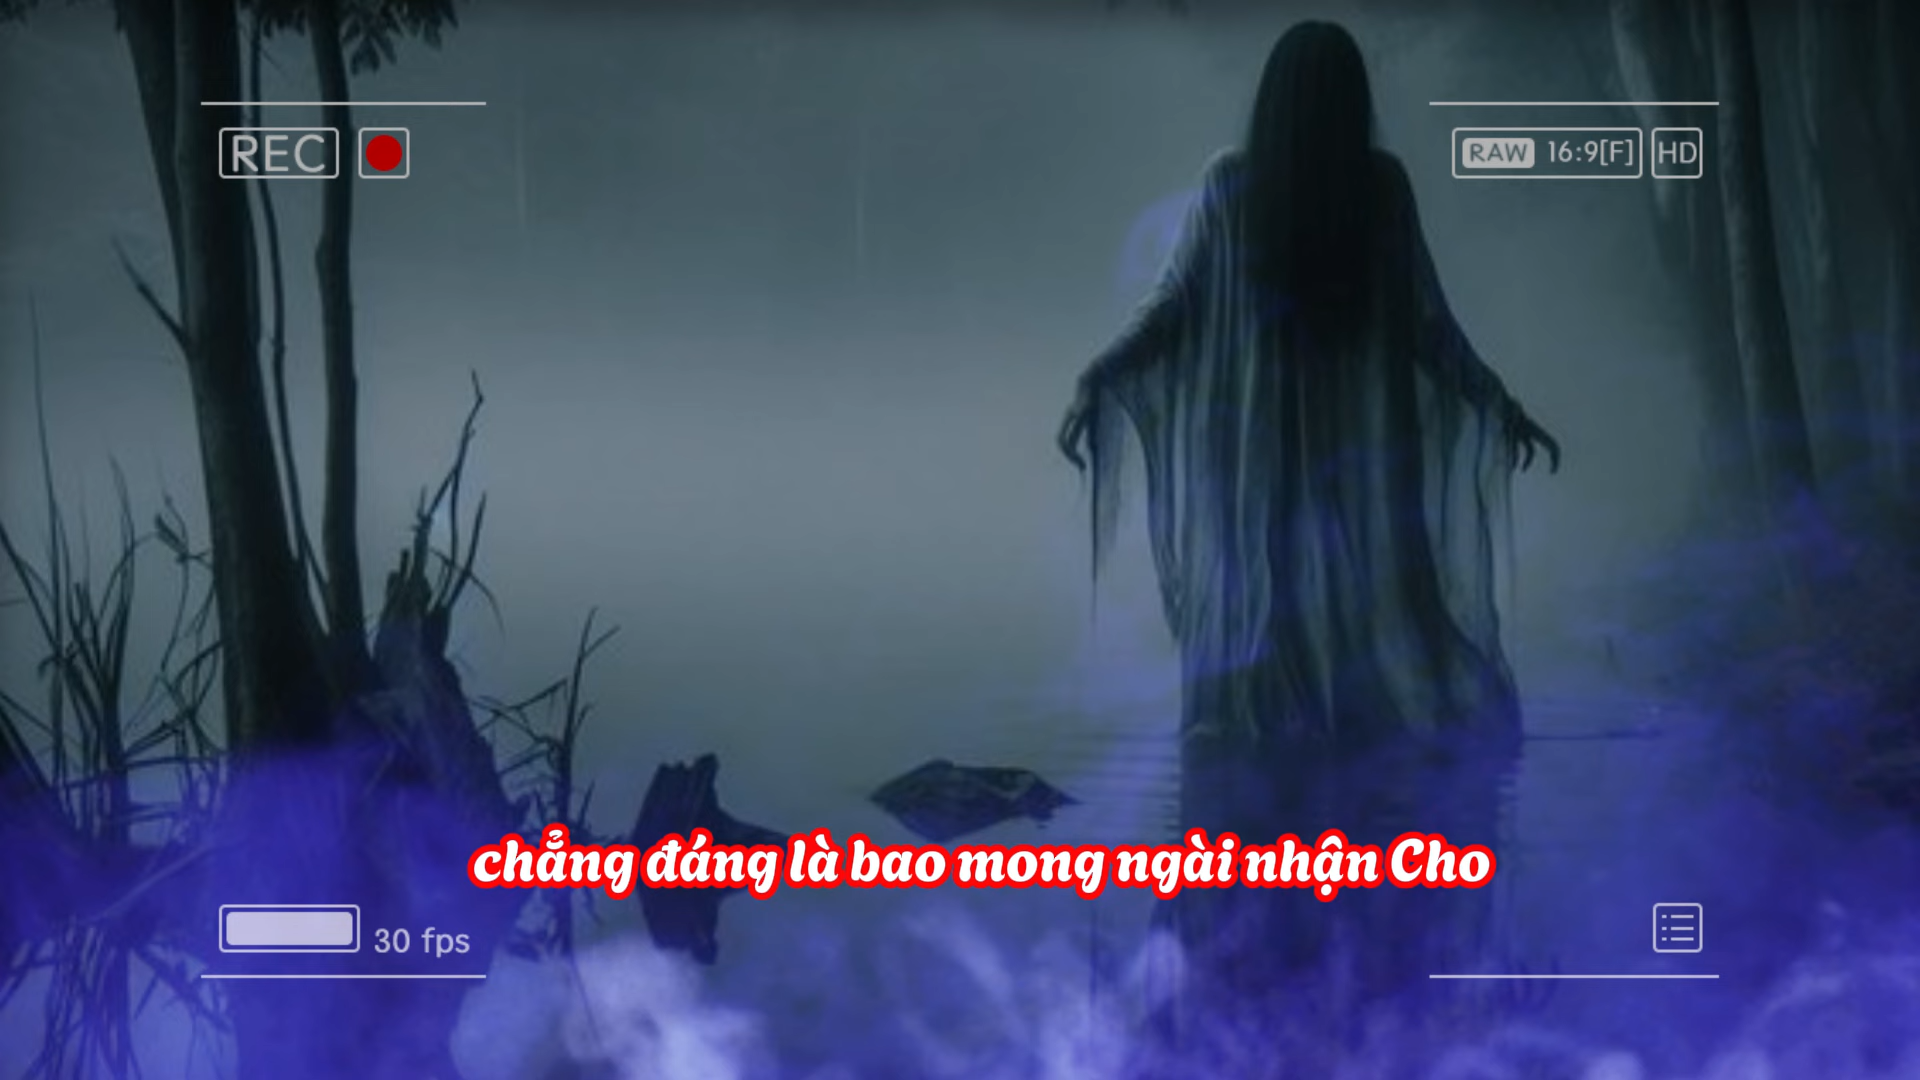 REC
RAW 16:9[F] HD
chẳng đáng là bao mong ngài nhận Cho
30 fps